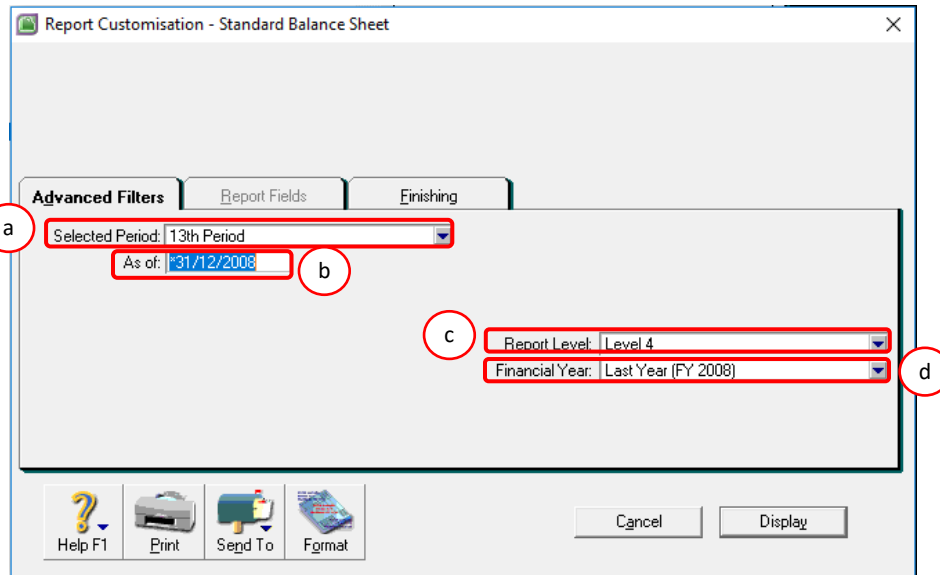 Report Customisation - Standard Balance Sheet
Advanced Filters Report Fields Finishing
a
Selected Period: 13th Period
As of: *31/12/2008
b
c
Report Level: Level 4
Financial Year: Last Year (FY 2008)
d
Help F1 Print Send To Format Cancel Display